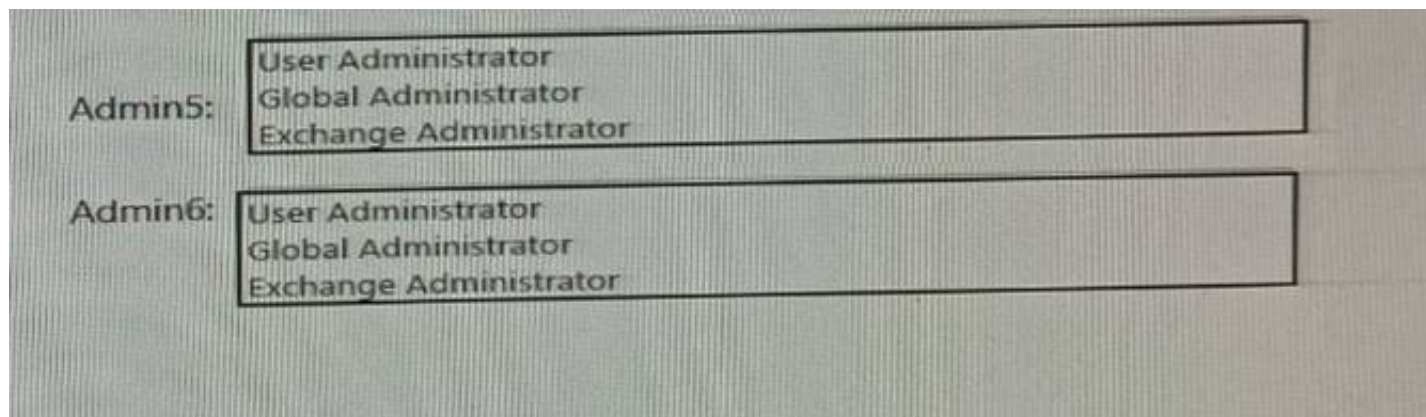 User Administrator
Admin5: Global Administrator
Exchange Administrator
Admin6: User Administrator
Global Administrator
Exchange Administrator